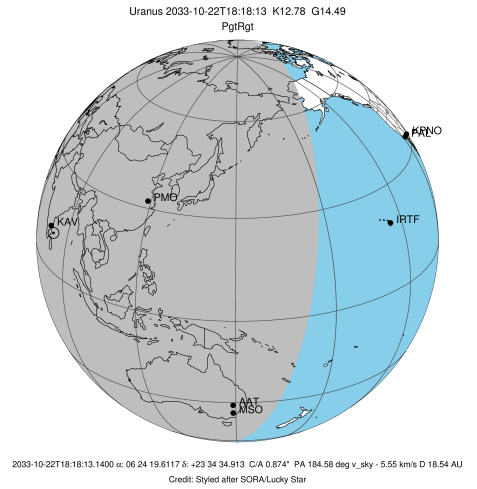 Uranus 2033-10-22T18:18:13 K12.78 G14.49
PgtRgt
KPNO
PMO
IRTF
KAV
AAT
MSO
2033-10-22T18:18:13.1400 α: 06 24 19.6117 δ: +23 34 34.913 C/A 0.874" PA 184.58 deg v_sky - 5.55 km/s D 18.54 AU
Credit: Styled after SORA/Lucky Star